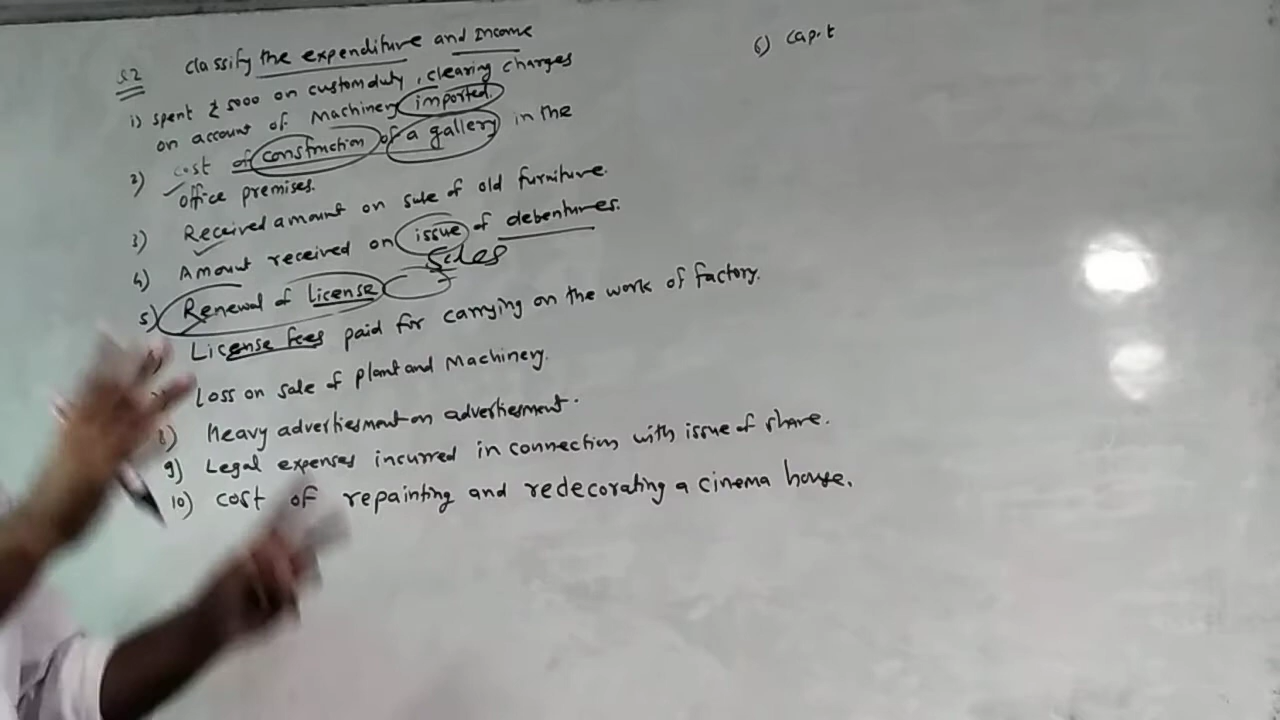 Q2 classify the expenditure and Income
1) spent ₹ 5000 on custom duty, clearing charges
on account of Machinery imported.
2) cost of construction of a gallery in the
office premises.
3) Received amount on sale of old furniture.
4) Amount received on issue of debentures.
5) Renewal of License
License fees paid for carrying on the work of factory.
Loss on sale of plant and Machinery.
8) Heavy advertiesment on advertiesment.
9) Legal expenses incurred in connection with issue of share.
10) cost of repainting and redecorating a cinema house.
6) cap.t